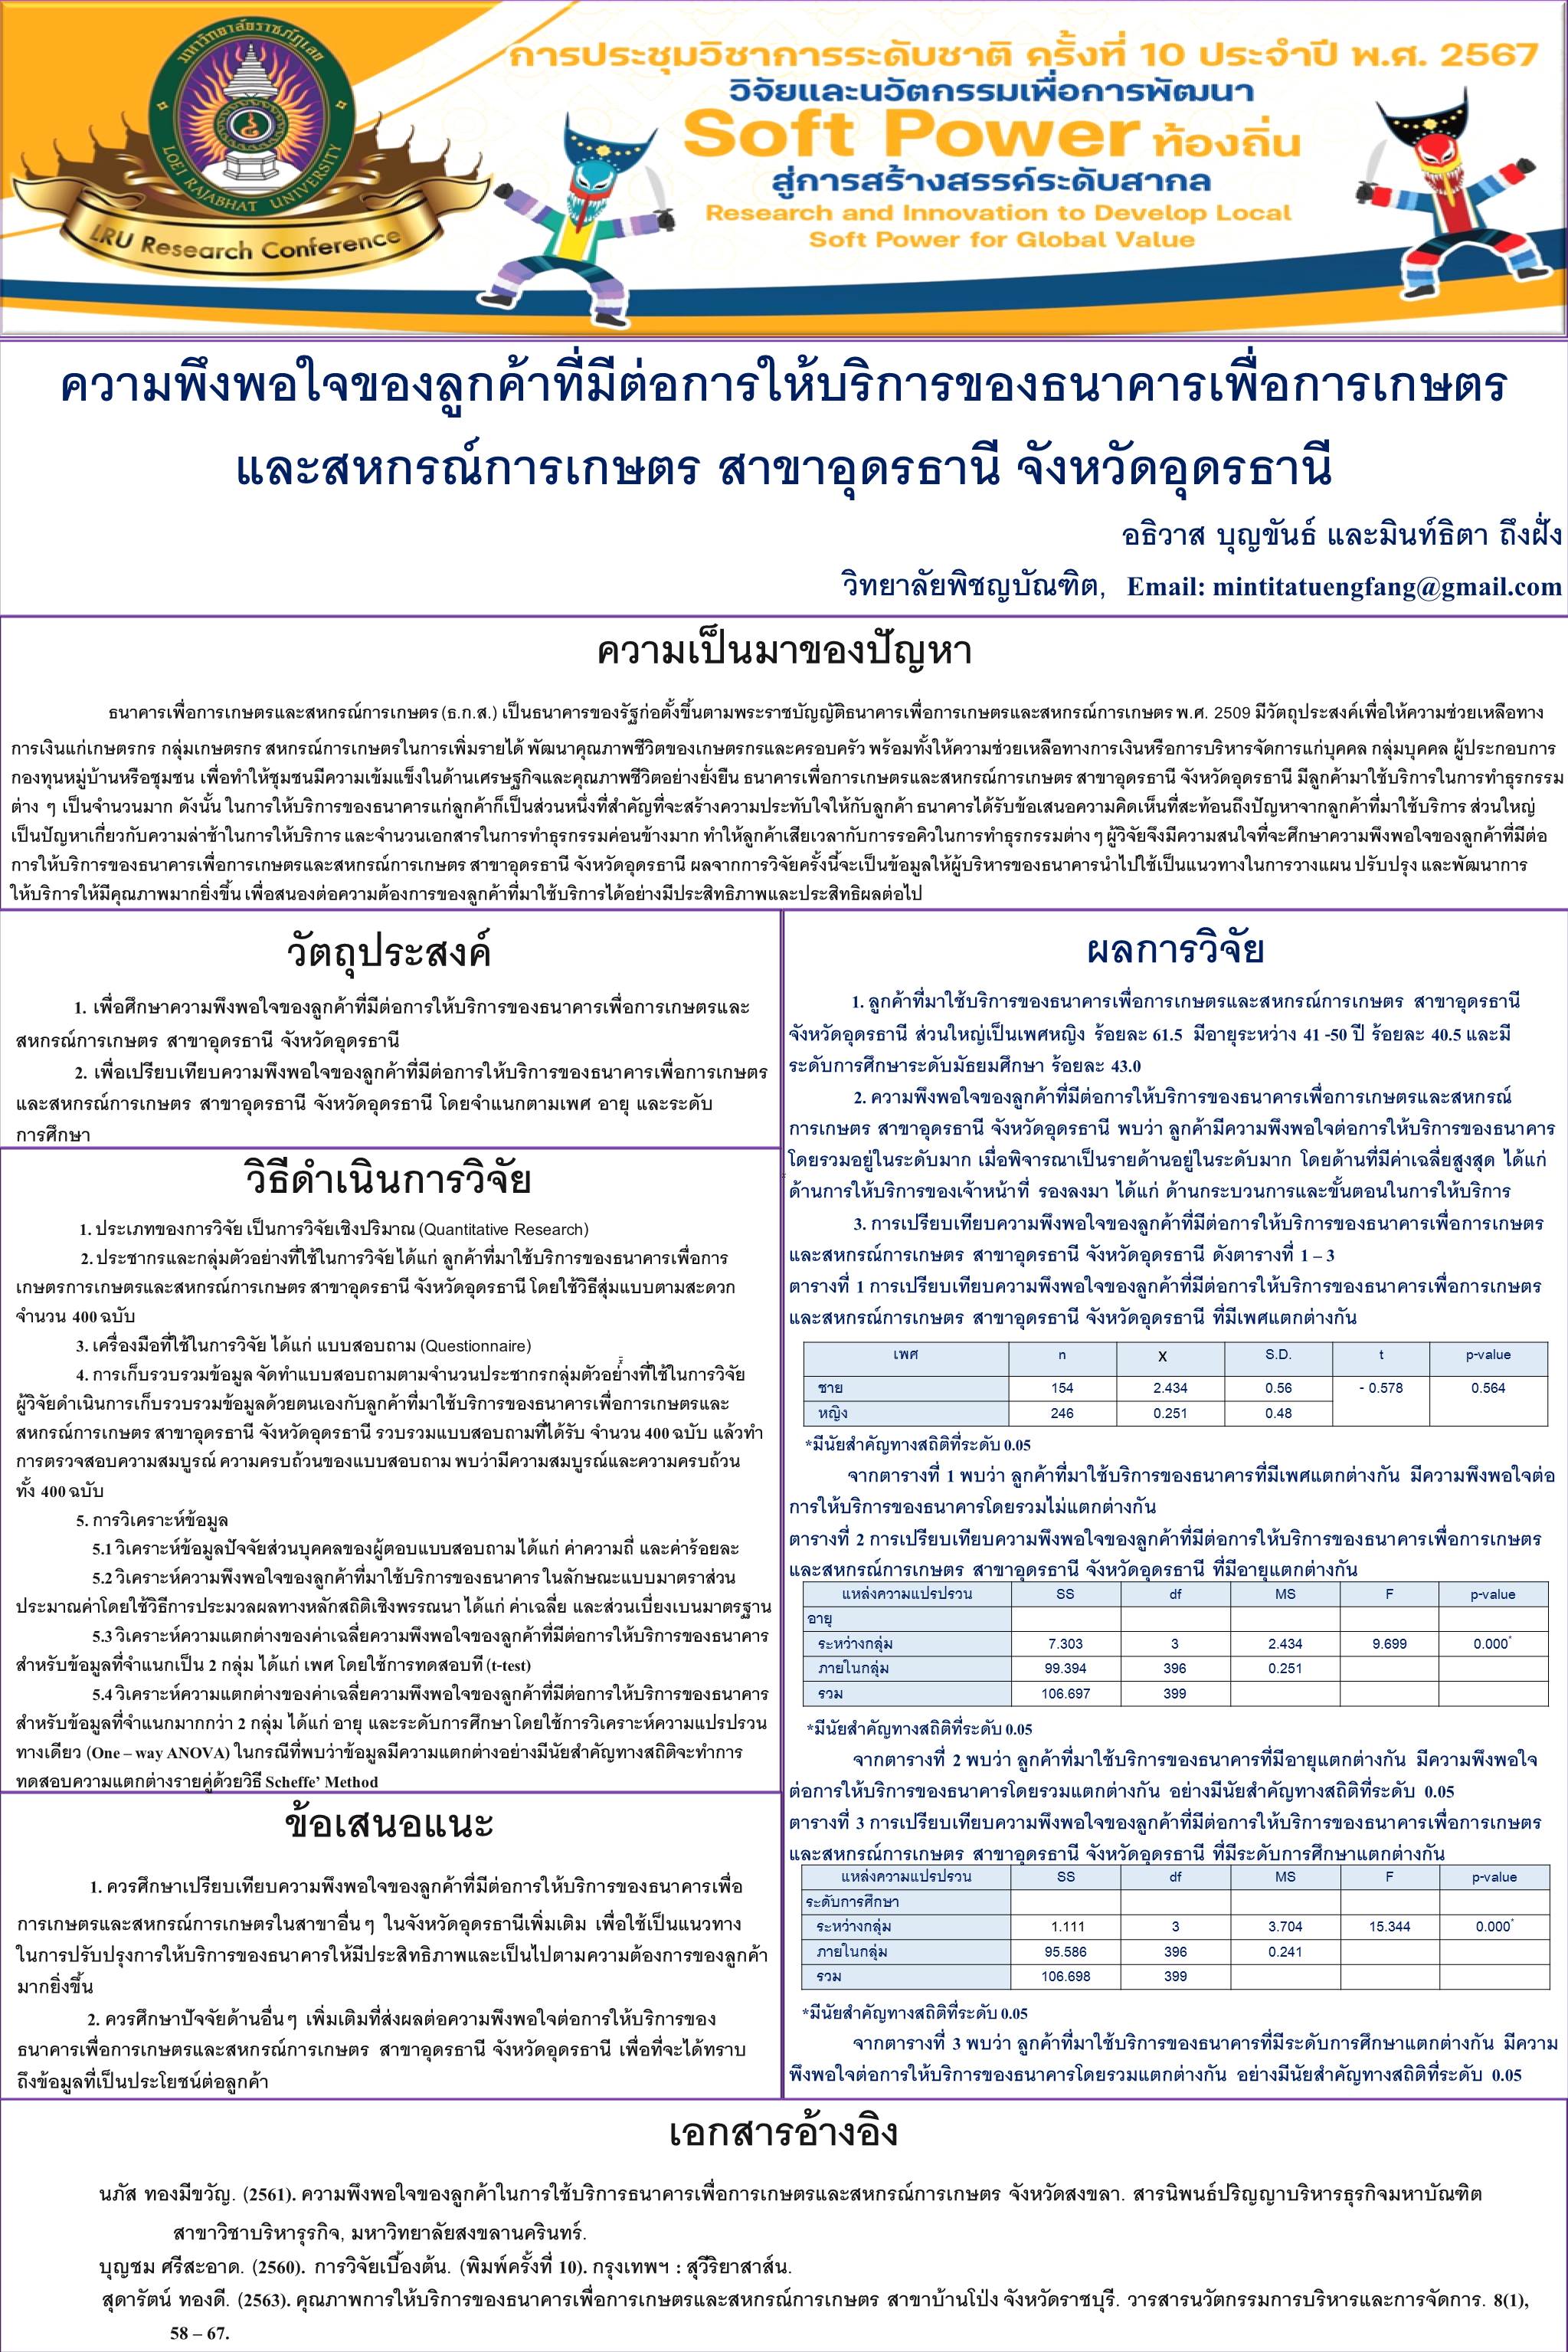 มหาวิทยาลัยราชภัฏเลย
LOEI RAJABHAT UNIVERSITY
LRU Research Conference
การประชุมวิชาการระดับชาติ ครั้งที่ 10 ประจำปี พ.ศ. 2567
วิจัยและนวัตกรรมเพื่อการพัฒนา
Soft Power ท้องถิ่น
สู่การสร้างสรรค์ระดับสากล
Research and Innovation to Develop Local
Soft Power for Global Value
ความพึงพอใจของลูกค้าที่มีต่อการให้บริการของธนาคารเพื่อการเกษตร
และสหกรณ์การเกษตร สาขาอุดรธานี จังหวัดอุดรธานี
อธิวาส บุญขันธ์ และมินท์ธิตา ถึงฝั่ง
วิทยาลัยพิชญบัณฑิต, Email: mintitatuengfang@gmail.com
ความเป็นมาของปัญหา
ธนาคารเพื่อการเกษตรและสหกรณ์การเกษตร (ธ.ก.ส.) เป็นธนาคารของรัฐก่อตั้งขึ้นตามพระราชบัญญัติธนาคารเพื่อการเกษตรและสหกรณ์การเกษตร พ.ศ. 2509 มีวัตถุประสงค์เพื่อให้ความช่วยเหลือทาง
การเงินแก่เกษตรกร กลุ่มเกษตรกร สหกรณ์การเกษตรในการเพิ่มรายได้ พัฒนาคุณภาพชีวิตของเกษตรกรและครอบครัว พร้อมทั้งให้ความช่วยเหลือทางการเงินหรือการบริหารจัดการแก่บุคคล กลุ่มบุคคล ผู้ประกอบการ
กองทุนหมู่บ้านหรือชุมชน เพื่อทำให้ชุมชนมีความเข้มแข็งในด้านเศรษฐกิจและคุณภาพชีวิตอย่างยั่งยืน ธนาคารเพื่อการเกษตรและสหกรณ์การเกษตร สาขาอุดรธานี จังหวัดอุดรธานี มีลูกค้ามาใช้บริการในการทำธุรกรรม
ต่าง ๆ เป็นจำนวนมาก ดังนั้น ในการให้บริการของธนาคารแก่ลูกค้าก็เป็นส่วนหนึ่งที่สำคัญที่จะสร้างความประทับใจให้กับลูกค้า ธนาคารได้รับข้อเสนอความคิดเห็นที่สะท้อนถึงปัญหาจากลูกค้าที่มาใช้บริการ ส่วนใหญ่
เป็นปัญหาเกี่ยวกับความล่าช้าในการให้บริการ และจำนวนเอกสารในการทำธุรกรรมค่อนข้างมาก ทำให้ลูกค้าเสียเวลากับการรอคิวในการทำธุรกรรมต่าง ๆ ผู้วิจัยจึงมีความสนใจที่จะศึกษาความพึงพอใจของลูกค้าที่มีต่อ
การให้บริการของธนาคารเพื่อการเกษตรและสหกรณ์การเกษตร สาขาอุดรธานี จังหวัดอุดรธานี ผลจากการวิจัยครั้งนี้จะเป็นข้อมูลให้ผู้บริหารของธนาคารนำไปใช้เป็นแนวทางในการวางแผน ปรับปรุง และพัฒนาการ
ให้บริการให้มีคุณภาพมากยิ่งขึ้น เพื่อสนองต่อความต้องการของลูกค้าที่มาใช้บริการได้อย่างมีประสิทธิภาพและประสิทธิผลต่อไป
วัตถุประสงค์
1. เพื่อศึกษาความพึงพอใจของลูกค้าที่มีต่อการให้บริการของธนาคารเพื่อการเกษตรและ
สหกรณ์การเกษตร สาขาอุดรธานี จังหวัดอุดรธานี
2. เพื่อเปรียบเทียบความพึงพอใจของลูกค้าที่มีต่อการให้บริการของธนาคารเพื่อการเกษตร
และสหกรณ์การเกษตร สาขาอุดรธานี จังหวัดอุดรธานี โดยจำแนกตามเพศ อายุ และระดับ
การศึกษา
วิธีดำเนินการวิจัย
1. ประเภทของการวิจัย เป็นการวิจัยเชิงปริมาณ (Quantitative Research)
2. ประชากรและกลุ่มตัวอย่างที่ใช้ในการวิจัย ได้แก่ ลูกค้าที่มาใช้บริการของธนาคารเพื่อการ
เกษตรการเกษตรและสหกรณ์การเกษตร สาขาอุดรธานี จังหวัดอุดรธานี โดยใช้วิธีสุ่มแบบตามสะดวก
จำนวน 400 ฉบับ
3. เครื่องมือที่ใช้ในการวิจัย ได้แก่ แบบสอบถาม (Questionnaire)
4. การเก็บรวบรวมข้อมูล จัดทำแบบสอบถามตามจำนวนประชากรกลุ่มตัวอย่างที่ใช้ในการวิจัย
ผู้วิจัยดำเนินการเก็บรวบรวมข้อมูลด้วยตนเองกับลูกค้าที่มาใช้บริการของธนาคารเพื่อการเกษตรและ
สหกรณ์การเกษตร สาขาอุดรธานี จังหวัดอุดรธานี รวบรวมแบบสอบถามที่ได้รับ จำนวน 400 ฉบับ แล้วทำ
การตรวจสอบความสมบูรณ์ ความครบถ้วนของแบบสอบถาม พบว่ามีความสมบูรณ์และความครบถ้วน
ทั้ง 400 ฉบับ
5. การวิเคราะห์ข้อมูล
5.1 วิเคราะห์ข้อมูลปัจจัยส่วนบุคคลของผู้ตอบแบบสอบถาม ได้แก่ ค่าความถี่ และค่าร้อยละ
5.2 วิเคราะห์ความพึงพอใจของลูกค้าที่มาใช้บริการของธนาคาร ในลักษณะแบบมาตราส่วน
ประมาณค่าโดยใช้วิธีการประมวลผลทางหลักสถิติเชิงพรรณนา ได้แก่ ค่าเฉลี่ย และส่วนเบี่ยงเบนมาตรฐาน
5.3 วิเคราะห์ความแตกต่างของค่าเฉลี่ยความพึงพอใจของลูกค้าที่มีต่อการให้บริการของธนาคาร
สำหรับข้อมูลที่จำแนกเป็น 2 กลุ่ม ได้แก่ เพศ โดยใช้การทดสอบที (t-test)
5.4 วิเคราะห์ความแตกต่างของค่าเฉลี่ยความพึงพอใจของลูกค้าที่มีต่อการให้บริการของธนาคาร
สำหรับข้อมูลที่จำแนกมากกว่า 2 กลุ่ม ได้แก่ อายุ และระดับการศึกษา โดยใช้การวิเคราะห์ความแปรปรวน
ทางเดียว (One – way ANOVA) ในกรณีที่พบว่าข้อมูลมีความแตกต่างอย่างมีนัยสำคัญทางสถิติจะทำการ
ทดสอบความแตกต่างรายคู่ด้วยวิธี Scheffe’ Method
ข้อเสนอแนะ
1. ควรศึกษาเปรียบเทียบความพึงพอใจของลูกค้าที่มีต่อการให้บริการของธนาคารเพื่อ
การเกษตรและสหกรณ์การเกษตรในสาขาอื่น ๆ ในจังหวัดอุดรธานีเพิ่มเติม เพื่อใช้เป็นแนวทาง
ในการปรับปรุงการให้บริการของธนาคารให้มีประสิทธิภาพและเป็นไปตามความต้องการของลูกค้า
มากยิ่งขึ้น
2. ควรศึกษาปัจจัยด้านอื่น ๆ เพิ่มเติมที่ส่งผลต่อความพึงพอใจต่อการให้บริการของ
ธนาคารเพื่อการเกษตรและสหกรณ์การเกษตร สาขาอุดรธานี จังหวัดอุดรธานี เพื่อที่จะได้ทราบ
ถึงข้อมูลที่เป็นประโยชน์ต่อลูกค้า
ผลการวิจัย
1. ลูกค้าที่มาใช้บริการของธนาคารเพื่อการเกษตรและสหกรณ์การเกษตร สาขาอุดรธานี
จังหวัดอุดรธานี ส่วนใหญ่เป็นเพศหญิง ร้อยละ 61.5 มีอายุระหว่าง 41 -50 ปี ร้อยละ 40.5 และมี
ระดับการศึกษาระดับมัธยมศึกษา ร้อยละ 43.0
2. ความพึงพอใจของลูกค้าที่มีต่อการให้บริการของธนาคารเพื่อการเกษตรและสหกรณ์
การเกษตร สาขาอุดรธานี จังหวัดอุดรธานี พบว่า ลูกค้ามีความพึงพอใจต่อการให้บริการของธนาคาร
โดยรวมอยู่ในระดับมาก เมื่อพิจารณาเป็นรายด้านอยู่ในระดับมาก โดยด้านที่มีค่าเฉลี่ยสูงสุด ได้แก่
ด้านการให้บริการของเจ้าหน้าที่ รองลงมา ได้แก่ ด้านกระบวนการและขั้นตอนในการให้บริการ
3. การเปรียบเทียบความพึงพอใจของลูกค้าที่มีต่อการให้บริการของธนาคารเพื่อการเกษตร
และสหกรณ์การเกษตร สาขาอุดรธานี จังหวัดอุดรธานี ดังตารางที่ 1 – 3
ตารางที่ 1 การเปรียบเทียบความพึงพอใจของลูกค้าที่มีต่อการให้บริการของธนาคารเพื่อการเกษตร
และสหกรณ์การเกษตร สาขาอุดรธานี จังหวัดอุดรธานี ที่มีเพศแตกต่างกัน
เพศ n X S.D. t p-value
ชาย 154 2.434 0.56 - 0.578 0.564
หญิง 246 0.251 0.48
*มีนัยสำคัญทางสถิติที่ระดับ 0.05
จากตารางที่ 1 พบว่า ลูกค้าที่มาใช้บริการของธนาคารที่มีเพศแตกต่างกัน มีความพึงพอใจต่อ
การให้บริการของธนาคารโดยรวมไม่แตกต่างกัน
ตารางที่ 2 การเปรียบเทียบความพึงพอใจของลูกค้าที่มีต่อการให้บริการของธนาคารเพื่อการเกษตร
และสหกรณ์การเกษตร สาขาอุดรธานี จังหวัดอุดรธานี ที่มีอายุแตกต่างกัน
แหล่งความแปรปรวน SS df MS F p-value
อายุ
ระหว่างกลุ่ม 7.303 3 2.434 9.699 0.000*
ภายในกลุ่ม 99.394 396 0.251
รวม 106.697 399
*มีนัยสำคัญทางสถิติที่ระดับ 0.05
จากตารางที่ 2 พบว่า ลูกค้าที่มาใช้บริการของธนาคารที่มีอายุแตกต่างกัน มีความพึงพอใจ
ต่อการให้บริการของธนาคารโดยรวมแตกต่างกัน อย่างมีนัยสำคัญทางสถิติที่ระดับ 0.05
ตารางที่ 3 การเปรียบเทียบความพึงพอใจของลูกค้าที่มีต่อการให้บริการของธนาคารเพื่อการเกษตร
และสหกรณ์การเกษตร สาขาอุดรธานี จังหวัดอุดรธานี ที่มีระดับการศึกษาแตกต่างกัน
แหล่งความแปรปรวน SS df MS F p-value
ระดับการศึกษา
ระหว่างกลุ่ม 1.111 3 3.704 15.344 0.000*
ภายในกลุ่ม 95.586 396 0.241
รวม 106.698 399
*มีนัยสำคัญทางสถิติที่ระดับ 0.05
จากตารางที่ 3 พบว่า ลูกค้าที่มาใช้บริการของธนาคารที่มีระดับการศึกษาแตกต่างกัน มีความ
พึงพอใจต่อการให้บริการของธนาคารโดยรวมแตกต่างกัน อย่างมีนัยสำคัญทางสถิติที่ระดับ 0.05
เอกสารอ้างอิง
นภัส ทองมีขวัญ. (2561). ความพึงพอใจของลูกค้าในการใช้บริการธนาคารเพื่อการเกษตรและสหกรณ์การเกษตร จังหวัดสงขลา. สารนิพนธ์ปริญญาบริหารธุรกิจมหาบัณฑิต
สาขาวิชาบริหารุรกิจ, มหาวิทยาลัยสงขลานครินทร์.
บุญชม ศรีสะอาด. (2560). การวิจัยเบื้องต้น. (พิมพ์ครั้งที่ 10). กรุงเทพฯ : สุวีริยาสาส์น.
สุดารัตน์ ทองดี. (2563). คุณภาพการให้บริการของธนาคารเพื่อการเกษตรและสหกรณ์การเกษตร สาขาบ้านโป่ง จังหวัดราชบุรี. วารสารนวัตกรรมการบริหารและการจัดการ. 8(1),
58 – 67.